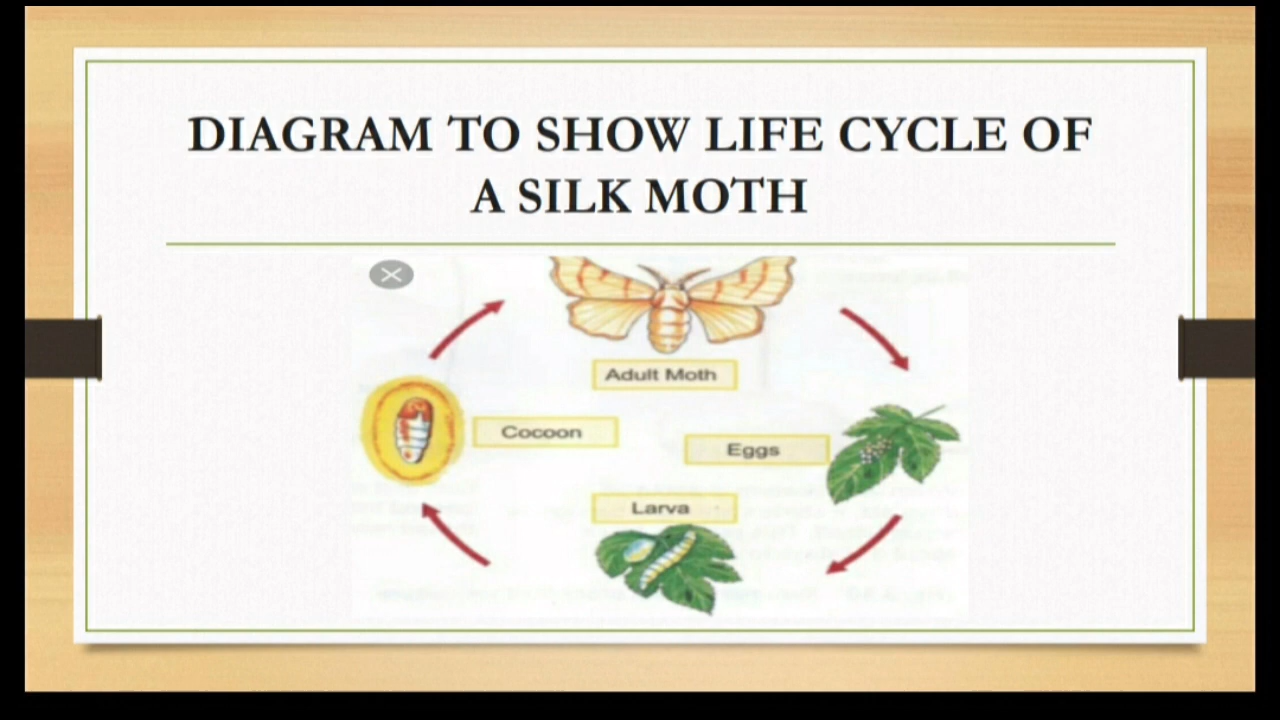 DIAGRAM TO SHOW LIFE CYCLE OF
A SILK MOTH
Adult Moth
Cocoon
Eggs
Larva